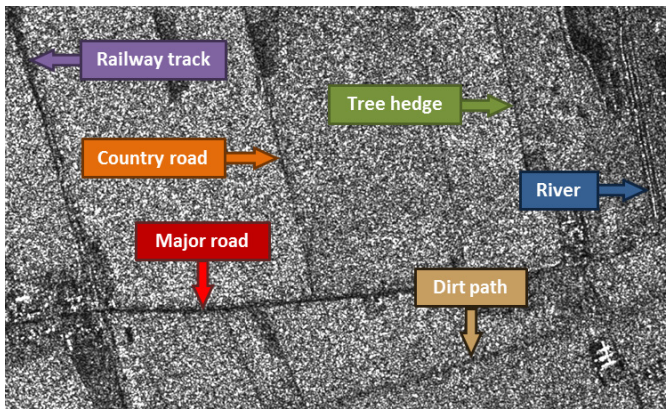 Railway track
Tree hedge
Country road
River
Major road
Dirt path